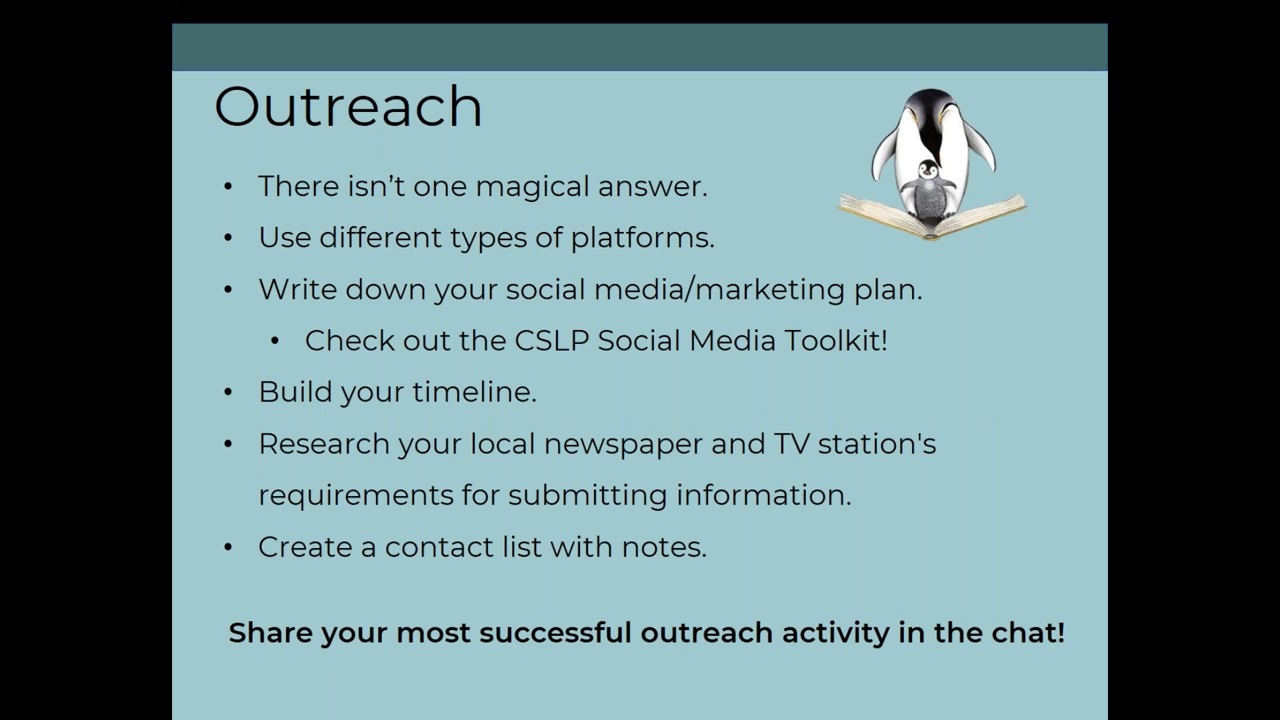 Outreach
• There isn’t one magical answer.
• Use different types of platforms.
• Write down your social media/marketing plan.
• Check out the CSLP Social Media Toolkit!
• Build your timeline.
• Research your local newspaper and TV station's
requirements for submitting information.
• Create a contact list with notes.
Share your most successful outreach activity in the chat!